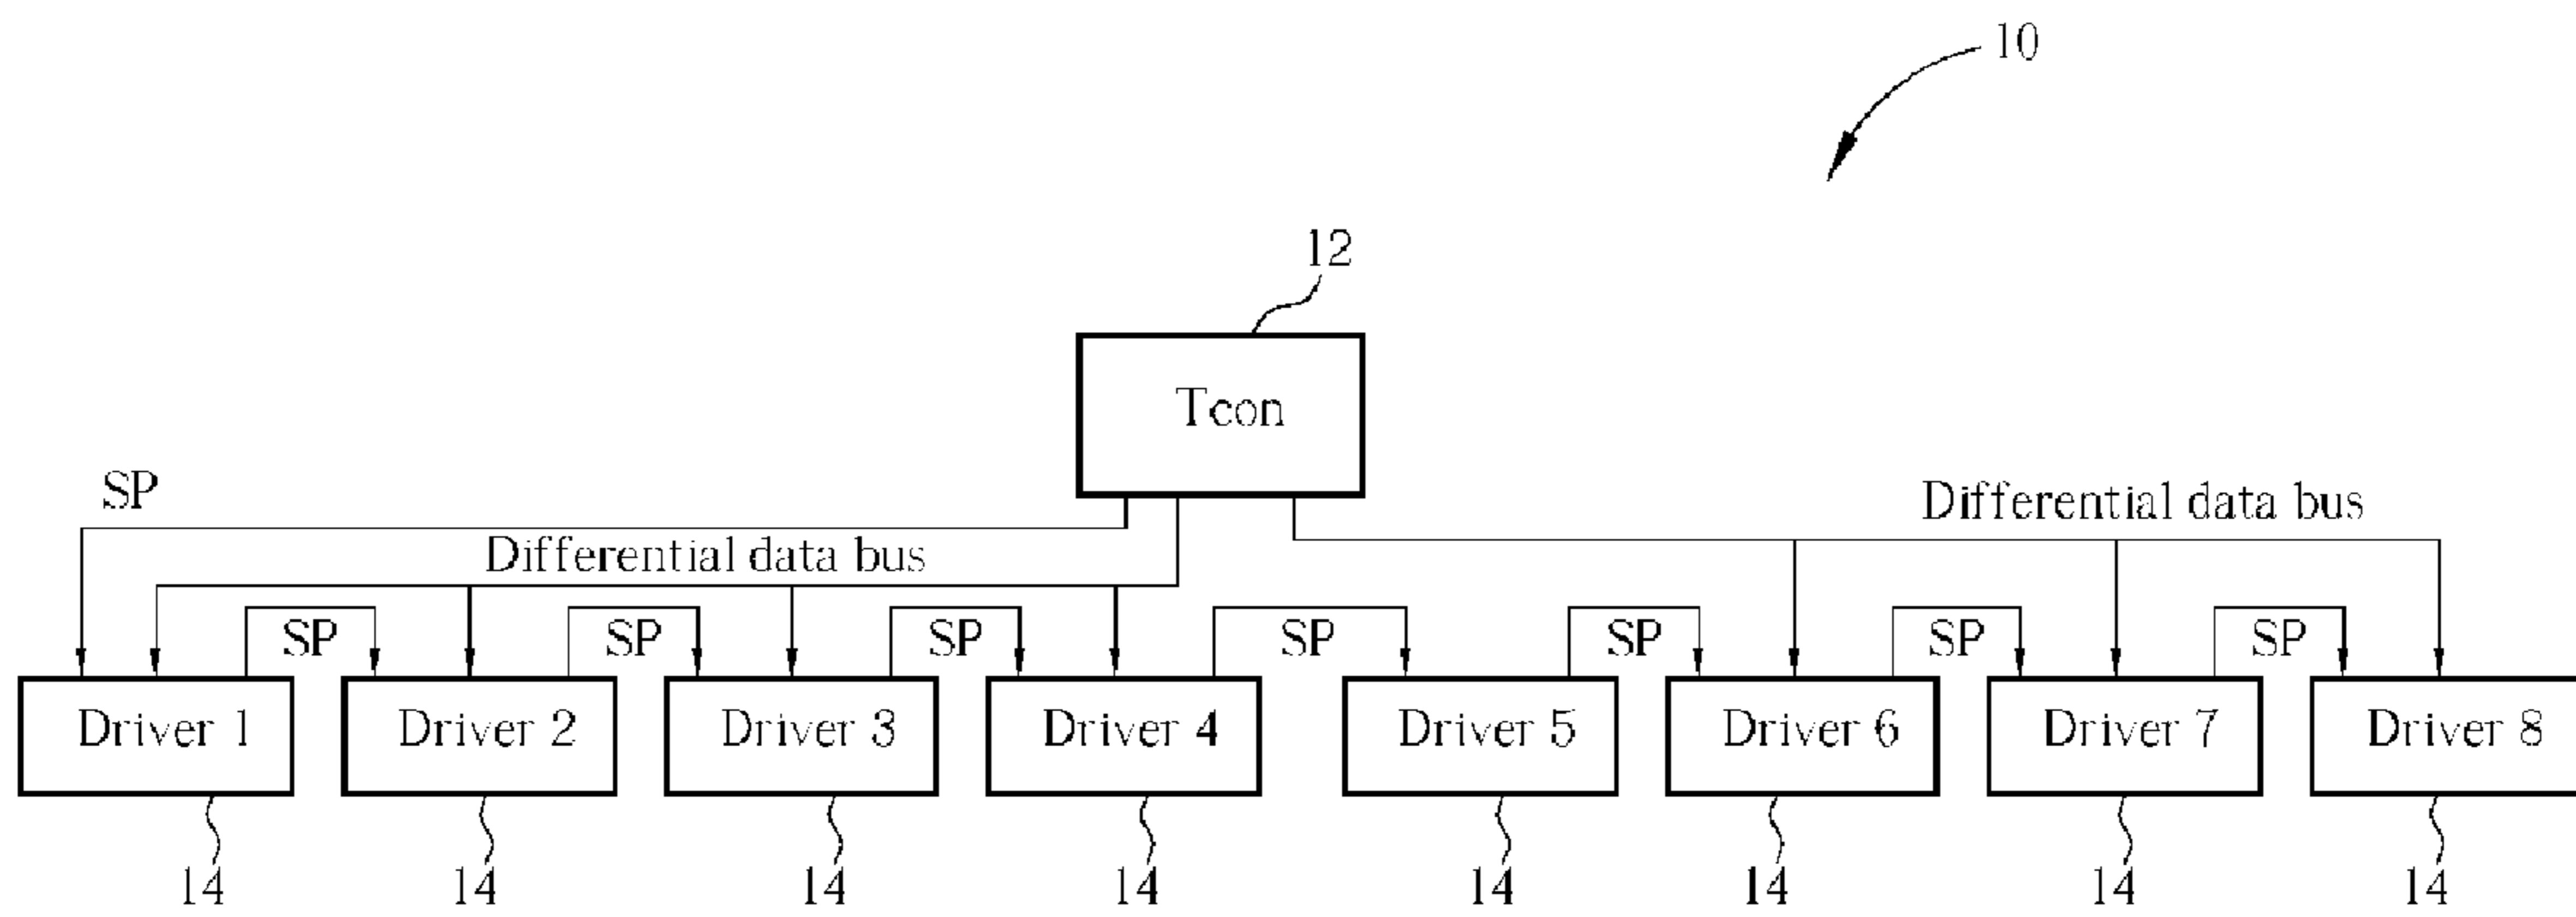 10
12
Tcon
SP
Differential data bus
Differential data bus
SP SP SP SP SP SP SP
Driver 1 Driver 2 Driver 3 Driver 4 Driver 5 Driver 6 Driver 7 Driver 8
14 14 14 14 14 14 14 14